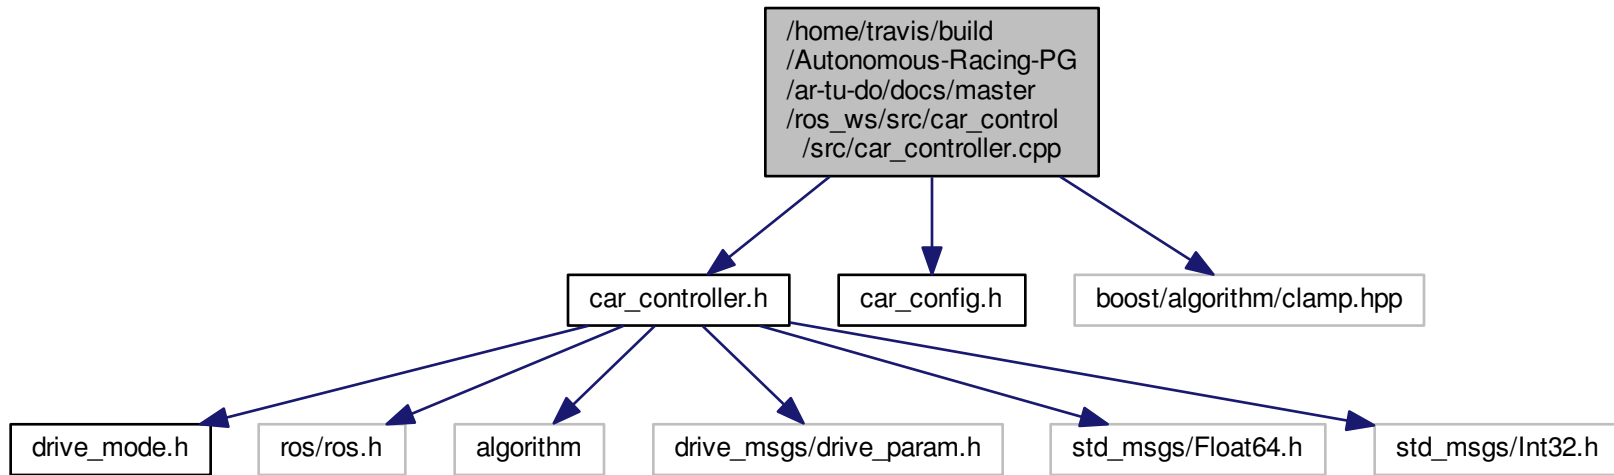 /home/travis/build
/Autonomous-Racing-PG
/ar-tu-do/docs/master
/ros_ws/src/car_control
/src/car_controller.cpp
car_controller.h
car_config.h
boost/algorithm/clamp.hpp
drive_mode.h
ros/ros.h
algorithm
drive_msgs/drive_param.h
std_msgs/Float64.h
std_msgs/Int32.h